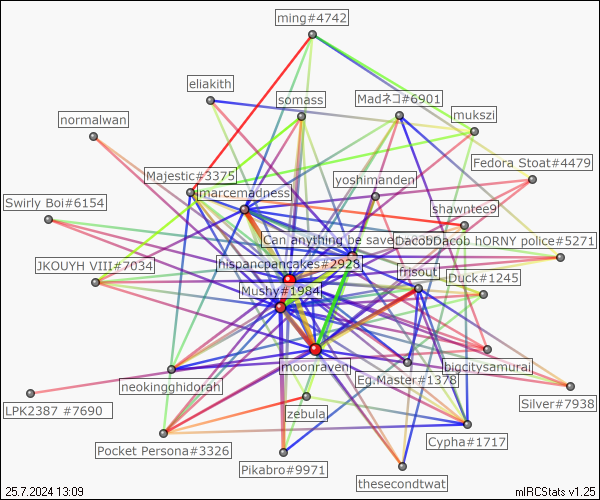 ming#4742
eliakith
somass
Madネコ#6901
normalwan
mukszi
Fedora Stoat#4479
Majestic#3375
yoshimanden
imarcemadness
Swirly Boi#6154
shawntee9
Can anything be save
DacobDacob hORNY police#5271
JKOUYH VIII#7034
hispancpancakes#2928
frisout
Duck#1245
Mushy#1984
moonraven
bigcitysamurai
neokingghidorah
Eg.Master#1378
LPK2387 #7690
zebula
Silver#7938
Pocket Persona#3326
Cypha#1717
Pikabro#9971
thesecondtwat
25.7.2024 13:09
mIRCStats v1.25